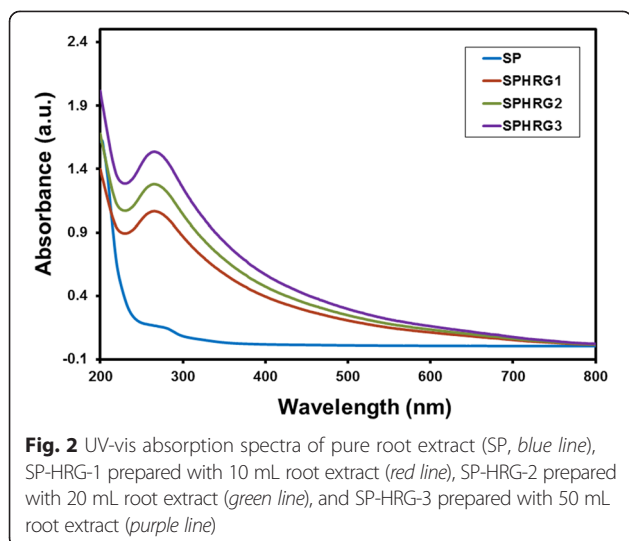 2.4
1.9
1.4
0.9
0.4
-0.1
Absorbance (a.u.)
SP
SPHRG1
SPHRG2
SPHRG3
200 300 400 500 600 700 800
Wavelength (nm)
Fig. 2 UV-vis absorption spectra of pure root extract (SP, blue line),
SP-HRG-1 prepared with 10 mL root extract (red line), SP-HRG-2 prepared
with 20 mL root extract (green line), and SP-HRG-3 prepared with 50 mL
root extract (purple line)